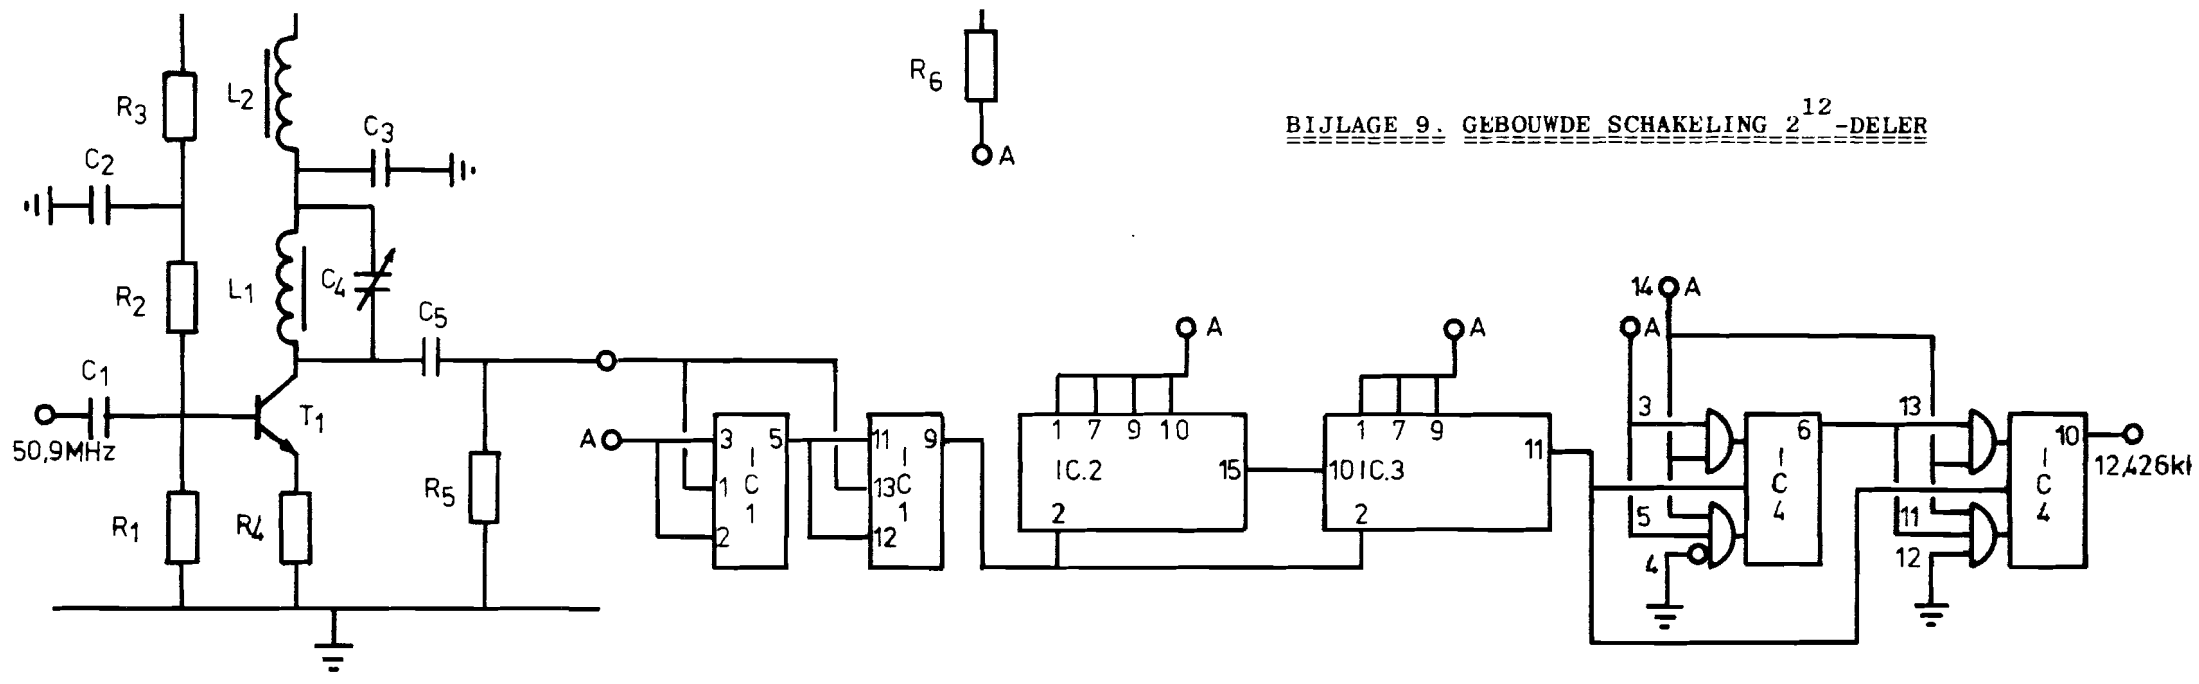 BIJLAGE 9. GEBOUWDE SCHAKELING 2¹²-DELER
R3
L2
C3
C2
R6
A
R2
L1
C4
C5
C1
T1
50,9MHz
R1
R4
R5
A
3 5
1
2
IC1
11 9
13
12
IC1
A
1 7 9 10
IC.2 15
2
A
1 7 9
11
10 IC.3
2
14 A
A
3
5
4
6
IC4
13
11
12
10
IC4
12,426k